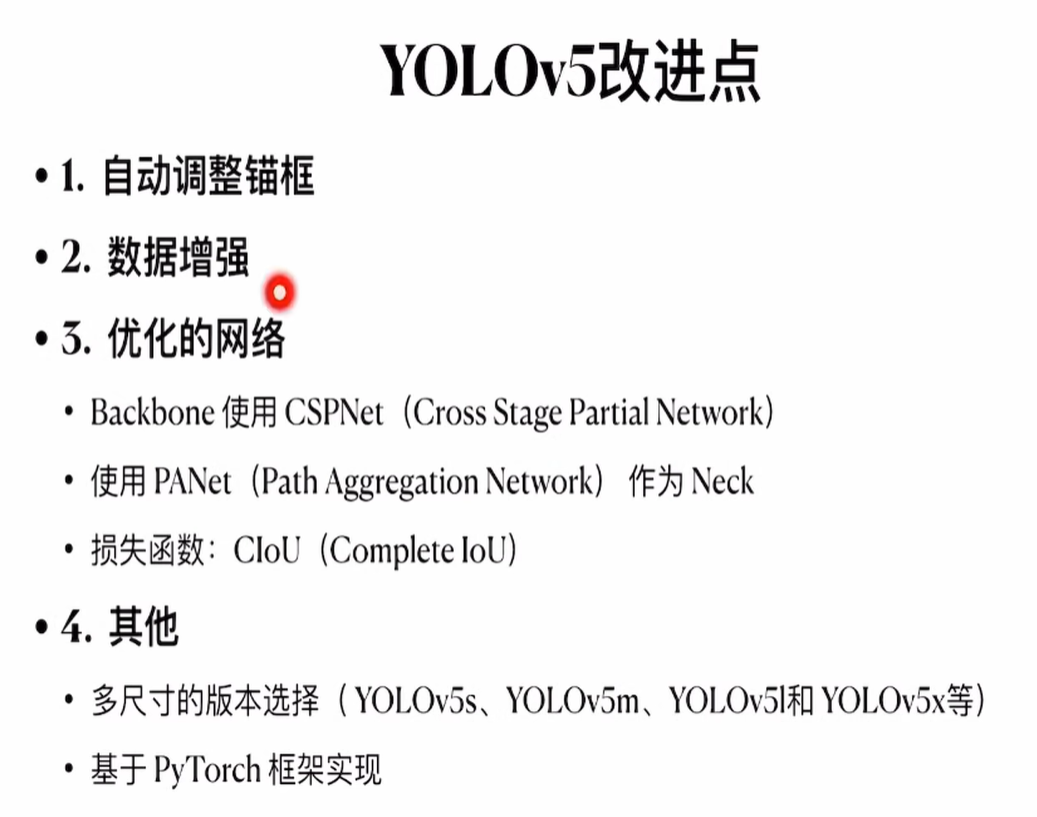 YOLOv5改进点
• 1. 自动调整锚框
• 2. 数据增强
• 3. 优化的网络
• Backbone 使用 CSPNet（Cross Stage Partial Network）
• 使用 PANet（Path Aggregation Network） 作为 Neck
• 损失函数：CIoU（Complete IoU）
• 4. 其他
• 多尺寸的版本选择（ YOLOv5s、YOLOv5m、YOLOv5l和 YOLOv5x等）
• 基于 PyTorch 框架实现